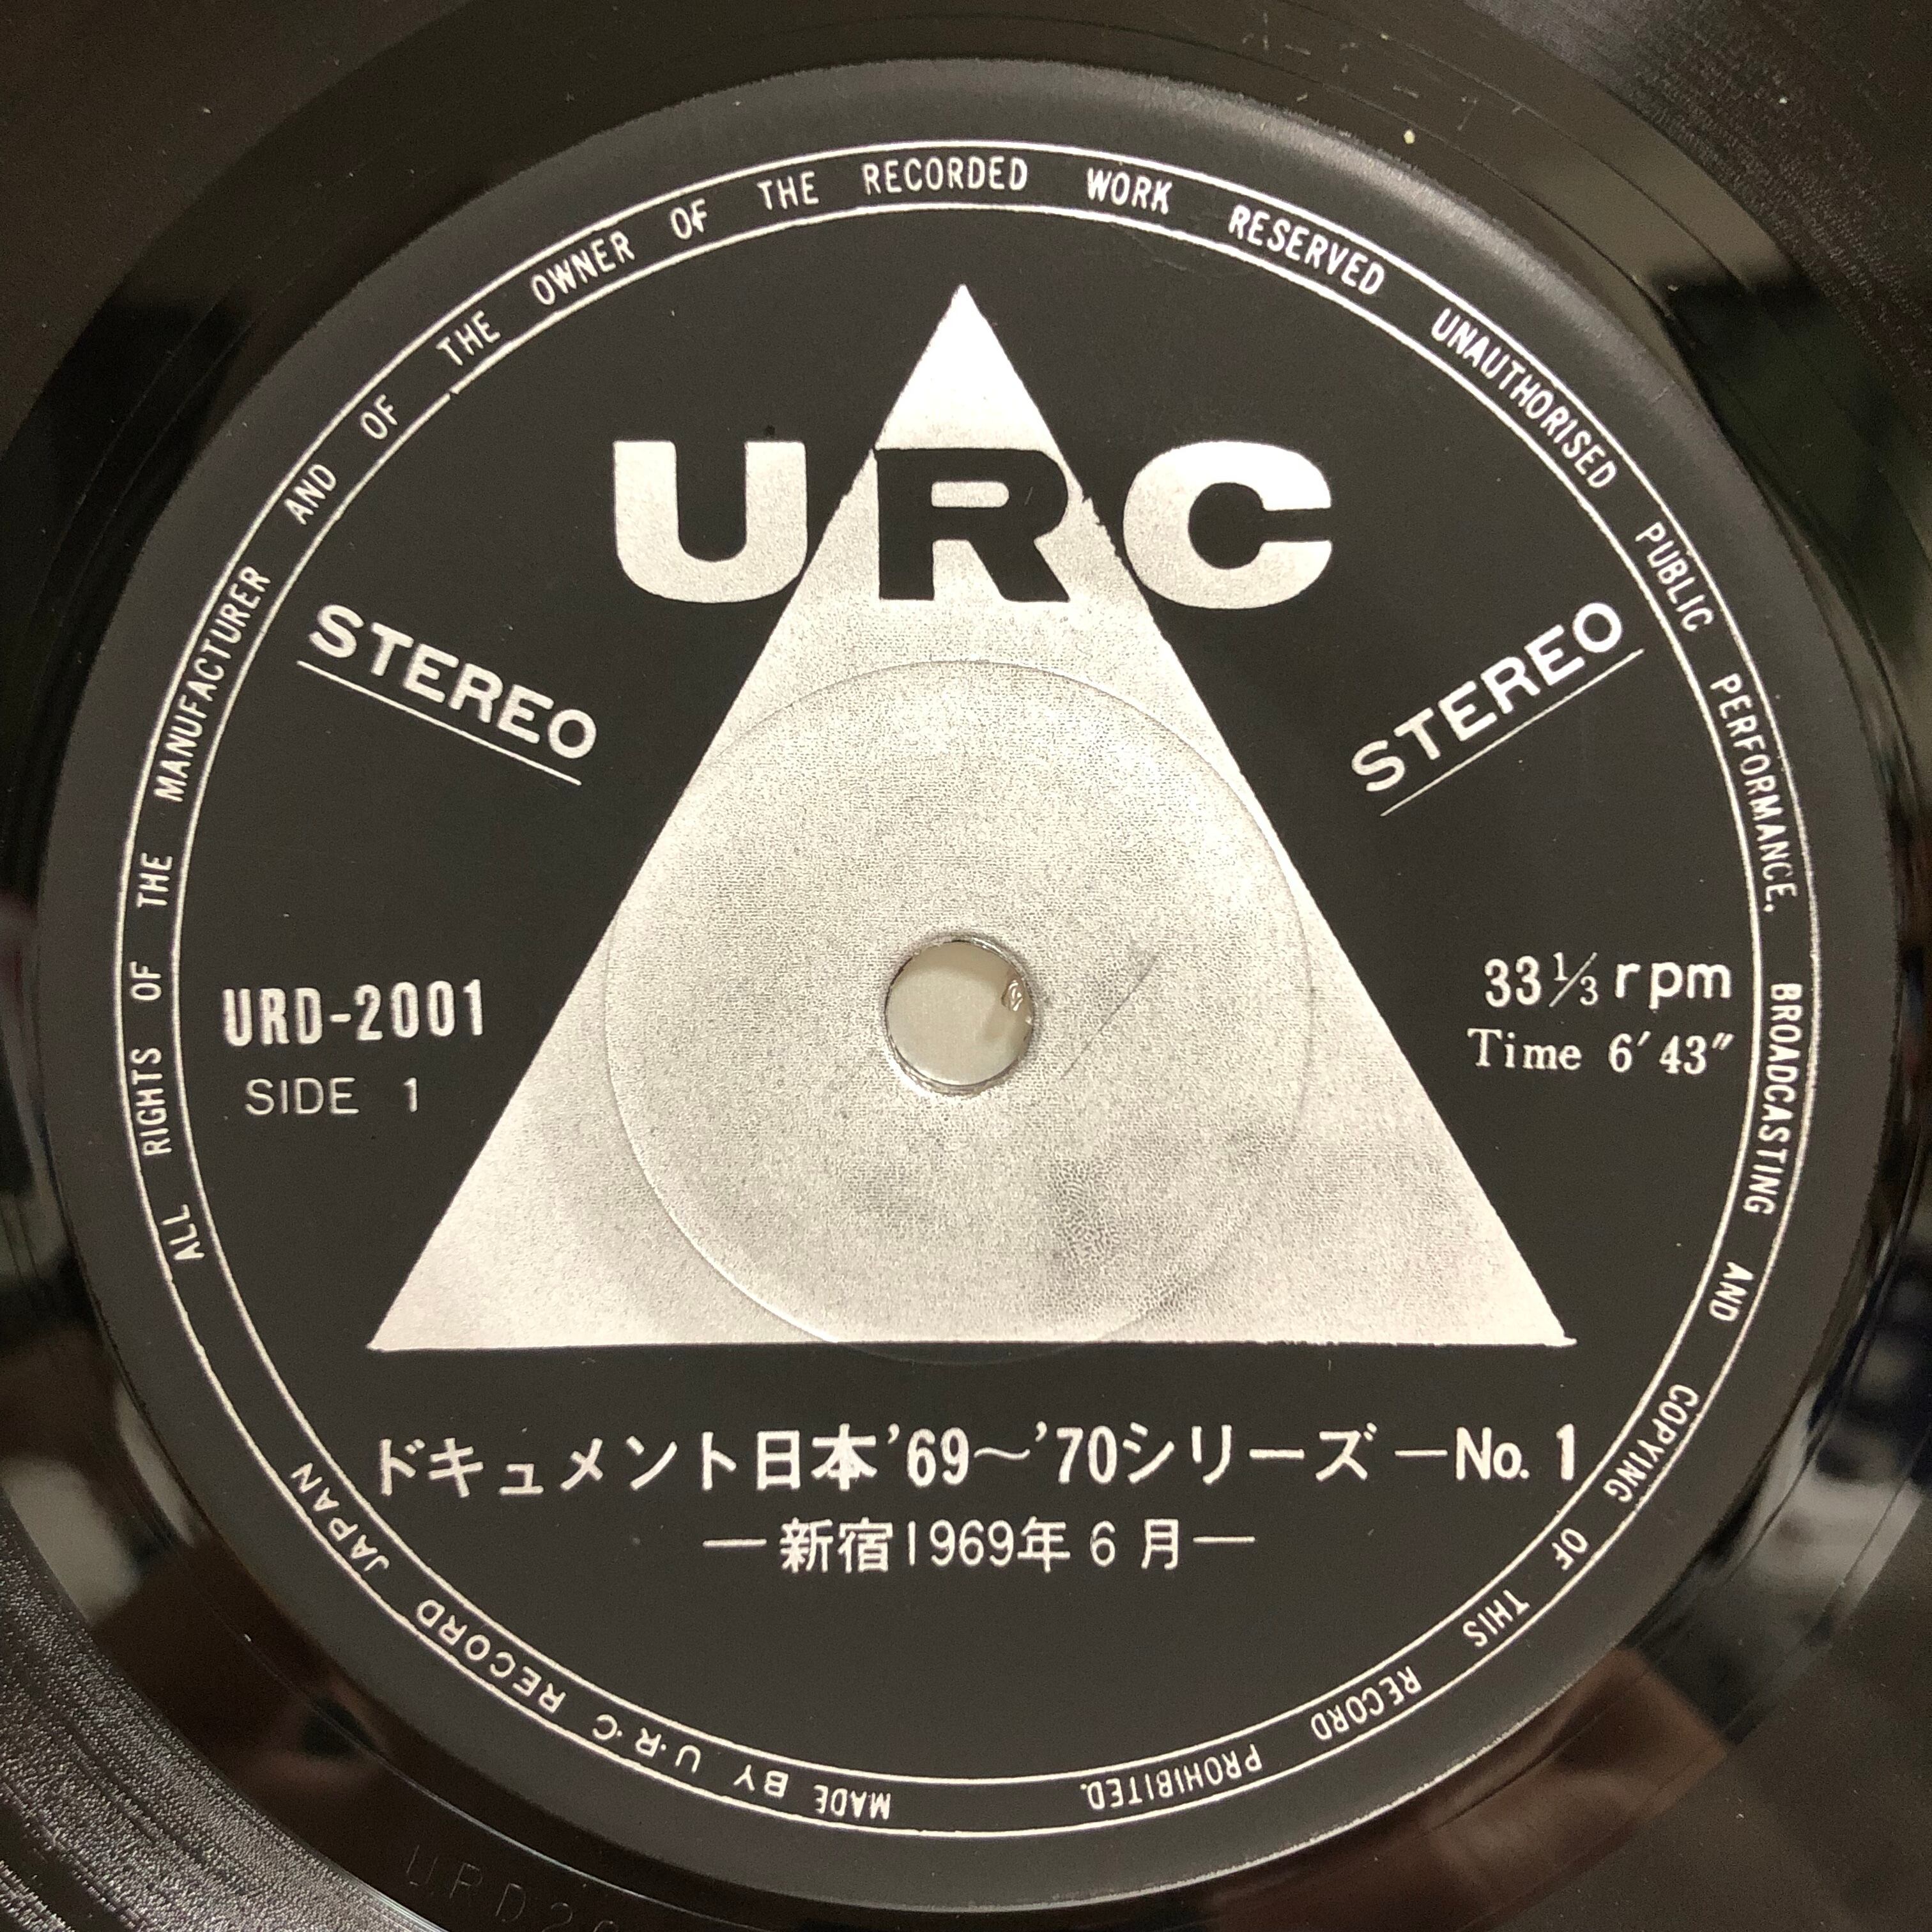 ALL RIGHTS OF THE MANUFACTURER AND OF THE OWNER OF THE RECORDED WORK RESERVED UNAUTHORISED PUBLIC PERFORMANCE, BROADCASTING AND COPYING OF THIS RECORD PROHIBITED.
URC
STEREO
STEREO
URD-2001
SIDE 1
33 1/3 rpm
Time 6′43″
ドキュメント日本’69〜’70シリーズ—No. 1
—新宿1969年6月—
MADE BY U·R·C RECORD JAPAN